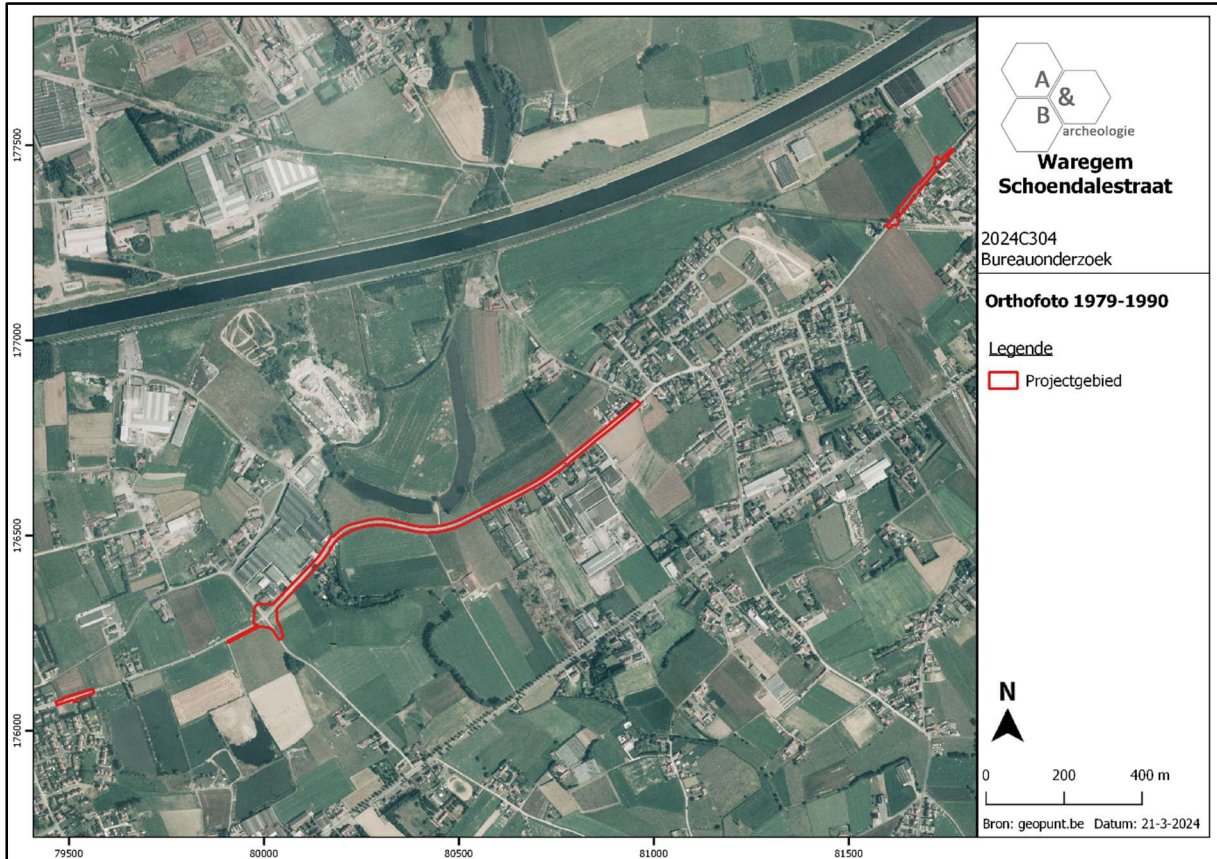 A
&
B
archeologie
Waregem
Schoendalestraat
2024C304
Bureauonderzoek
Orthofoto 1979-1990
Legende
Projectgebied
N
0 200 400 m
Bron: geopunt.be Datum: 21-3-2024
177500
177000
176500
176000
79500 80000 80500 81000 81500